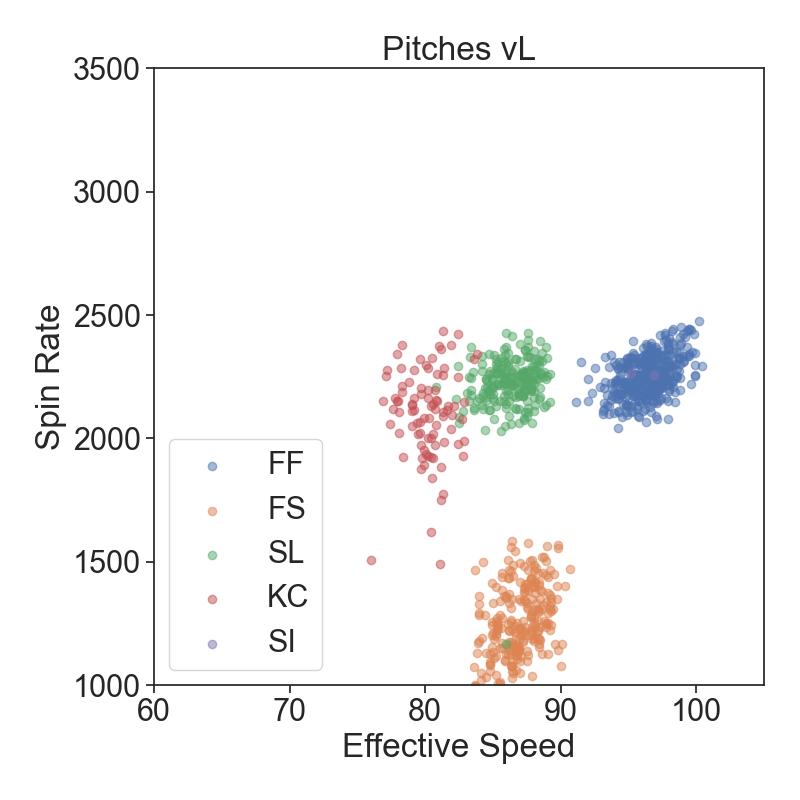 Pitches vL
3500
3000
2500
2000
1500
1000
Spin Rate
FF
FS
SL
KC
SI
60 70 80 90 100
Effective Speed